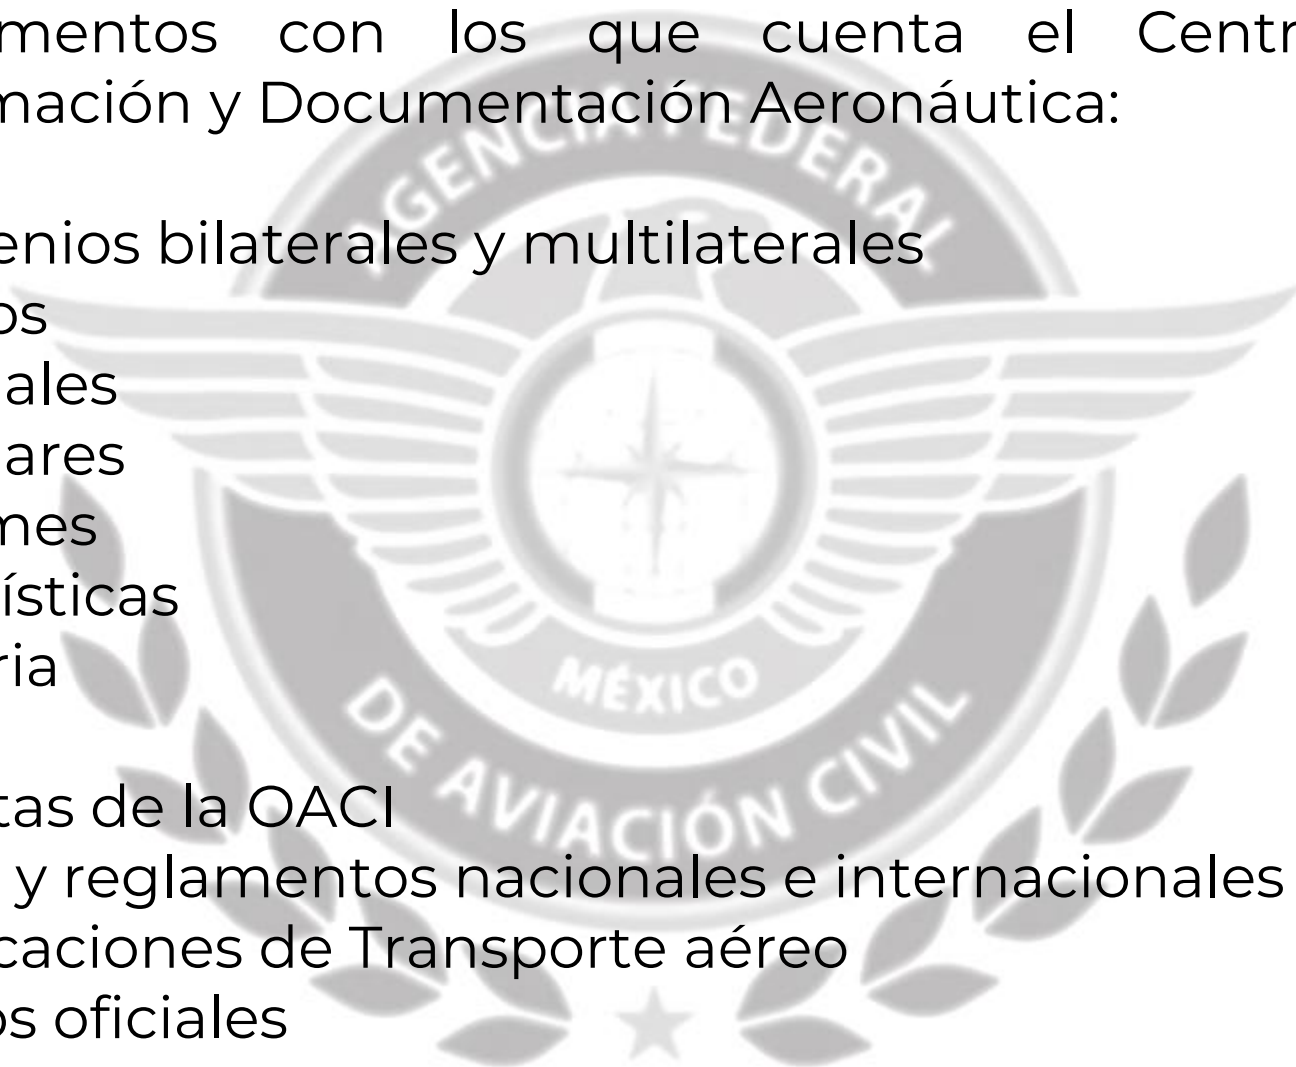 mentos con los que cuenta el Centr
mación y Documentación Aeronáutica:
enios bilaterales y multilaterales
os
ales
ares
mes
ísticas
ria
tas de la OACI
y reglamentos nacionales e internacionales
caciones de Transporte aéreo
os oficiales
AGENCIA FEDERAL
MÉXICO
DE AVIACIÓN CIVIL